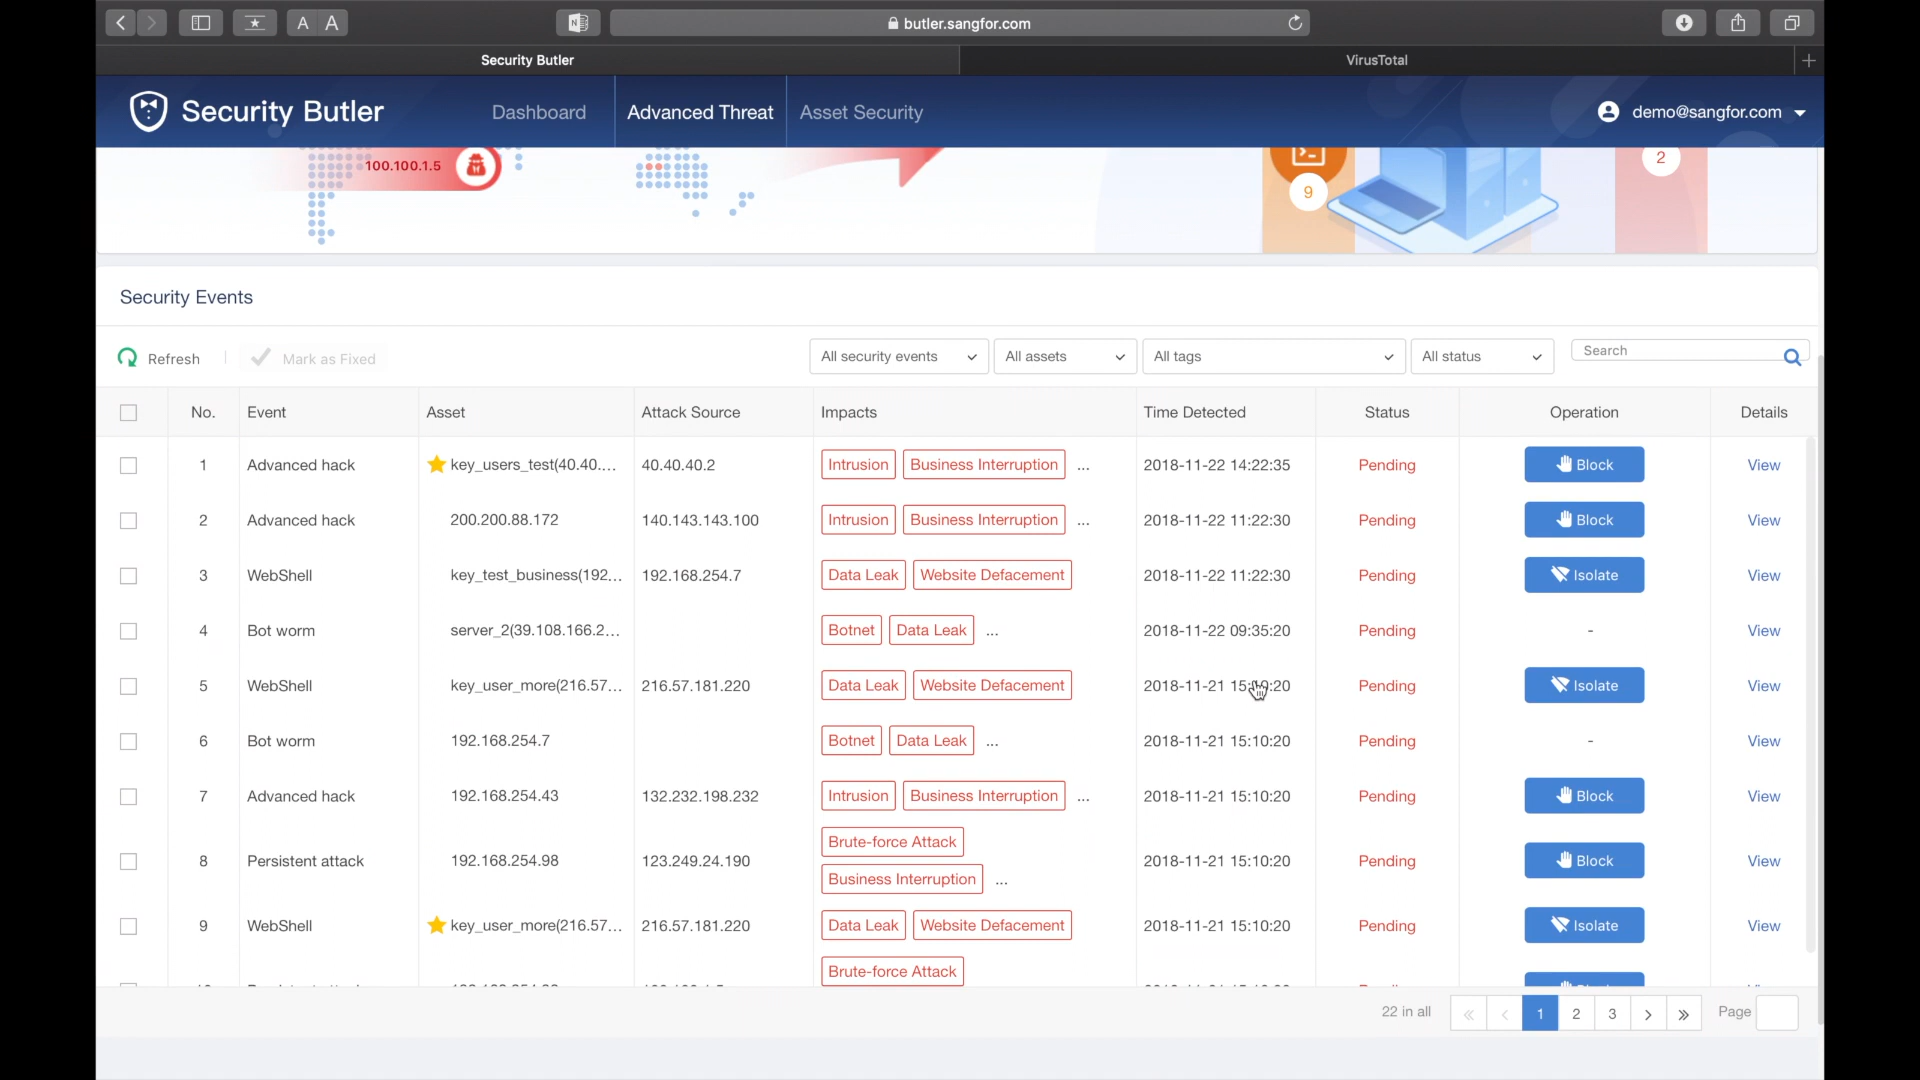 A A
butler.sangfor.com
Security Butler
VirusTotal
Security Butler
Dashboard
Advanced Threat
Asset Security
demo@sangfor.com
100.100.1.5
9
2
Security Events
Refresh
Mark as Fixed
All security events
All assets
All tags
All status
Search
No. Event Asset Attack Source Impacts Time Detected Status Operation Details
1 Advanced hack key_users_test(40.40.... 40.40.40.2 Intrusion Business Interruption ... 2018-11-22 14:22:35 Pending Block View
2 Advanced hack 200.200.88.172 140.143.143.100 Intrusion Business Interruption ... 2018-11-22 11:22:30 Pending Block View
3 WebShell key_test_business(192... 192.168.254.7 Data Leak Website Defacement 2018-11-22 11:22:30 Pending Isolate View
4 Bot worm server_2(39.108.166.2... Botnet Data Leak ... 2018-11-22 09:35:20 Pending - View
5 WebShell key_user_more(216.57... 216.57.181.220 Data Leak Website Defacement 2018-11-21 Pending Isolate View
6 Bot worm 192.168.254.7 Botnet Data Leak ... 2018-11-21 15:10:20 Pending - View
7 Advanced hack 192.168.254.43 132.232.198.232 Intrusion Business Interruption ... 2018-11-21 15:10:20 Pending Block View
Brute-force Attack
8 Persistent attack 192.168.254.98 123.249.24.190 2018-11-21 15:10:20 Pending Block View
Business Interruption ...
9 WebShell key_user_more(216.57... 216.57.181.220 Data Leak Website Defacement 2018-11-21 15:10:20 Pending Isolate View
Brute-force Attack
22 in all « ‹ 1 2 3 › » Page